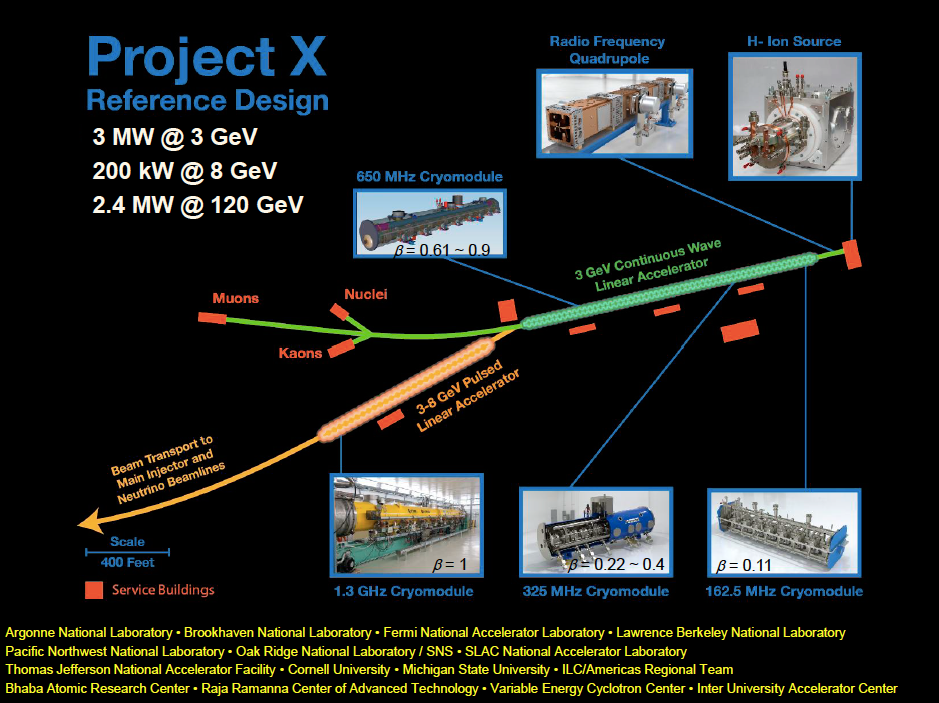 Project X
Reference Design
3 MW @ 3 GeV
200 kW @ 8 GeV
2.4 MW @ 120 GeV
Radio Frequency
Quadrupole
H- Ion Source
650 MHz Cryomodule
β = 0.61 ~ 0.9
3 GeV Continuous Wave
Linear Accelerator
Muons
Nuclei
Kaons
3-8 GeV Pulsed
Linear Accelerator
Beam Transport to
Main Injector and
Neutrino Beamlines
Scale
400 Feet
Service Buildings
β = 1
1.3 GHz Cryomodule
β = 0.22 ~ 0.4
325 MHz Cryomodule
β = 0.11
162.5 MHz Cryomodule
Argonne National Laboratory • Brookhaven National Laboratory • Fermi National Accelerator Laboratory • Lawrence Berkeley National Laboratory
Pacific Northwest National Laboratory • Oak Ridge National Laboratory / SNS • SLAC National Accelerator Laboratory
Thomas Jefferson National Accelerator Facility • Cornell University • Michigan State University • ILC/Americas Regional Team
Bhaba Atomic Research Center • Raja Ramanna Center of Advanced Technology • Variable Energy Cyclotron Center • Inter University Accelerator Center